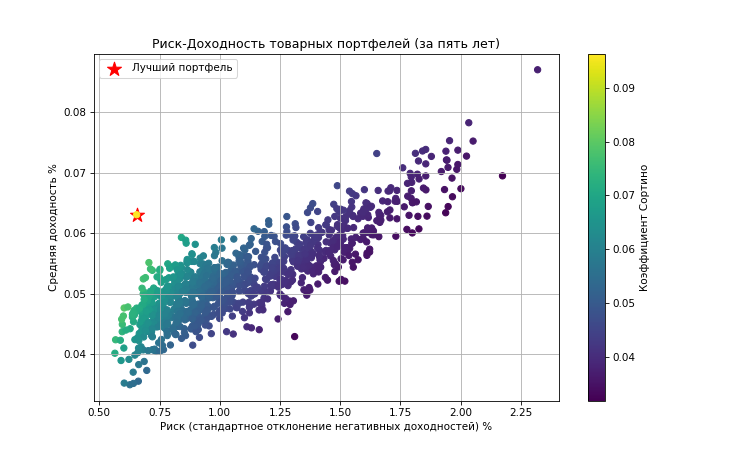 Риск-Доходность товарных портфелей (за пять лет)
Лучший портфель
Средняя доходность %
0.08
0.07
0.06
0.05
0.04
0.50 0.75 1.00 1.25 1.50 1.75 2.00 2.25
Риск (стандартное отклонение негативных доходностей) %
0.09
0.08
0.07
0.06
0.05
0.04
Коэффициент Сортино